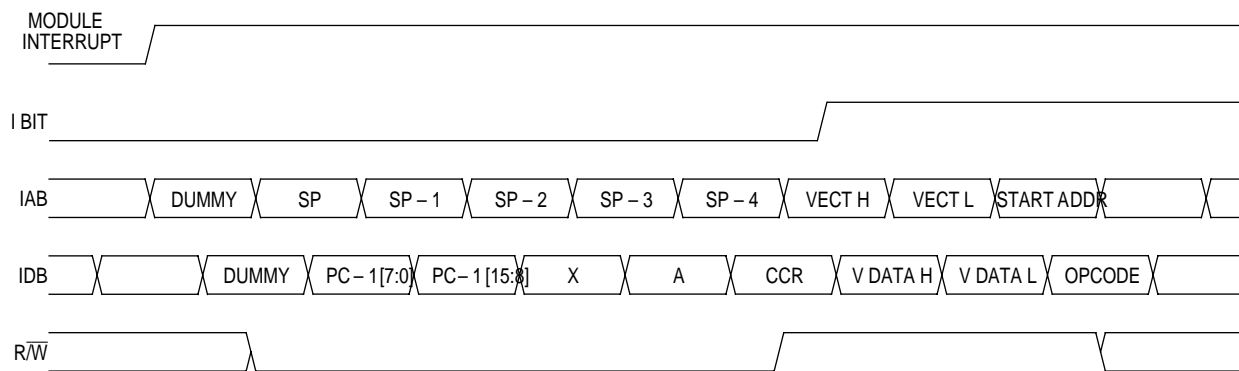 MODULE
INTERRUPT
I BIT
IAB DUMMY SP SP – 1 SP – 2 SP – 3 SP – 4 VECT H VECT L START ADDR
IDB DUMMY PC – 1 [7:0] PC – 1 [15:8] X A CCR V DATA H V DATA L OPCODE
R/W̅